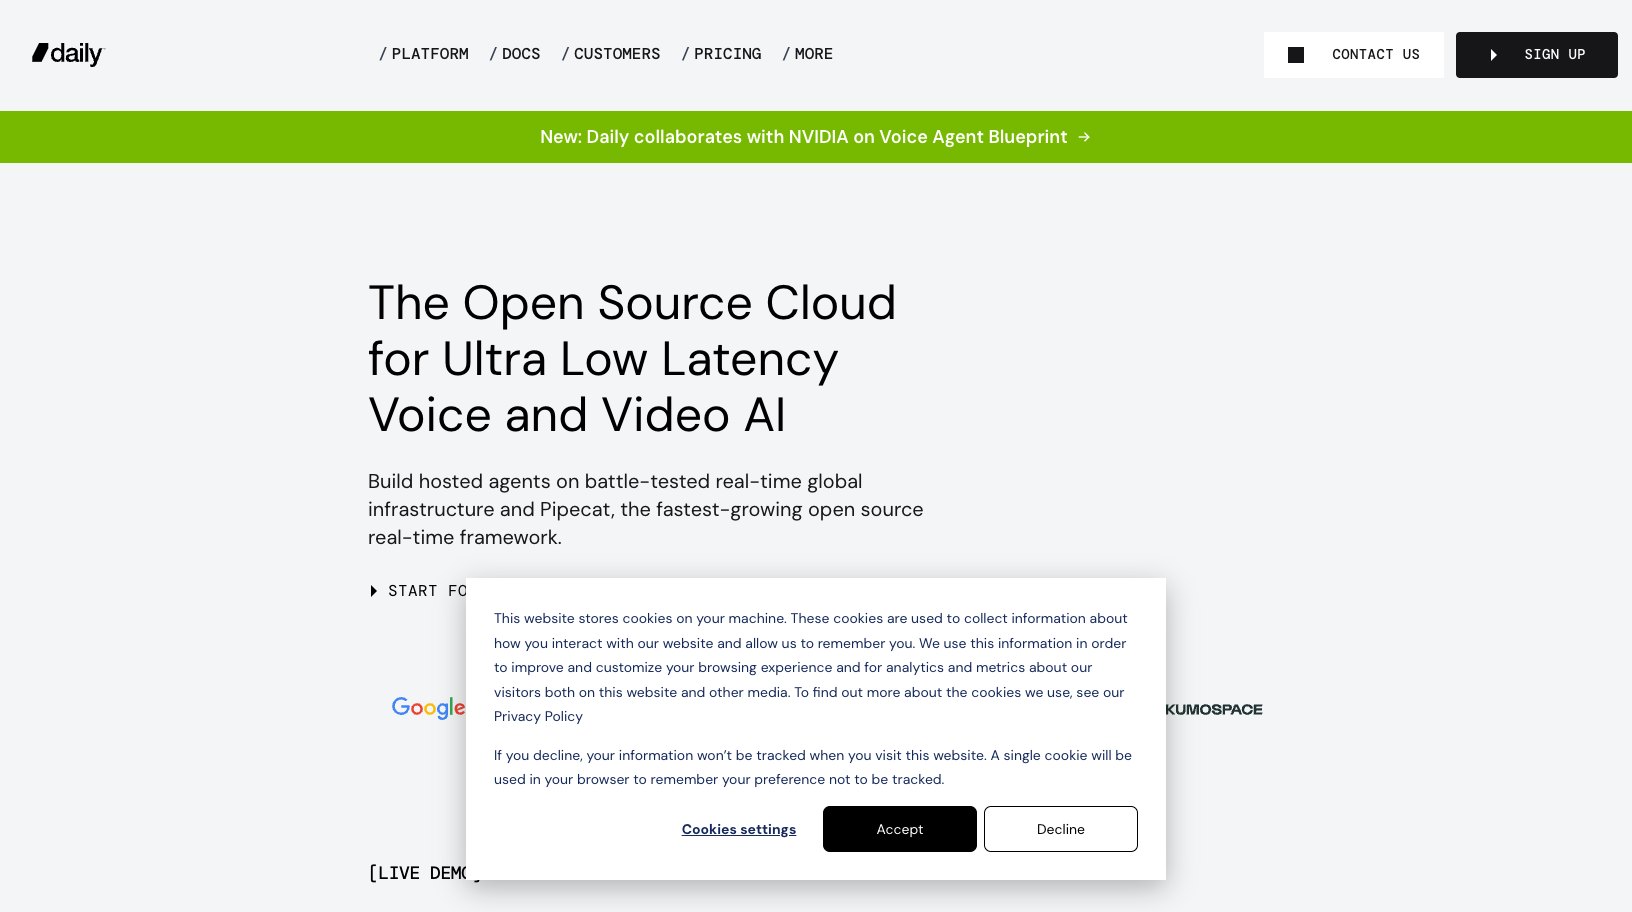 daily
/ PLATFORM / DOCS / CUSTOMERS / PRICING / MORE
CONTACT US
SIGN UP
New: Daily collaborates with NVIDIA on Voice Agent Blueprint →
The Open Source Cloud
for Ultra Low Latency
Voice and Video AI
Build hosted agents on battle-tested real-time global
infrastructure and Pipecat, the fastest-growing open source
real-time framework.
START FO
This website stores cookies on your machine. These cookies are used to collect information about
how you interact with our website and allow us to remember you. We use this information in order
to improve and customize your browsing experience and for analytics and metrics about our
visitors both on this website and other media. To find out more about the cookies we use, see our
Privacy Policy
If you decline, your information won’t be tracked when you visit this website. A single cookie will be
used in your browser to remember your preference not to be tracked.
Cookies settings
Accept
Decline
Google
KUMOSPACE
[LIVE DEMO]